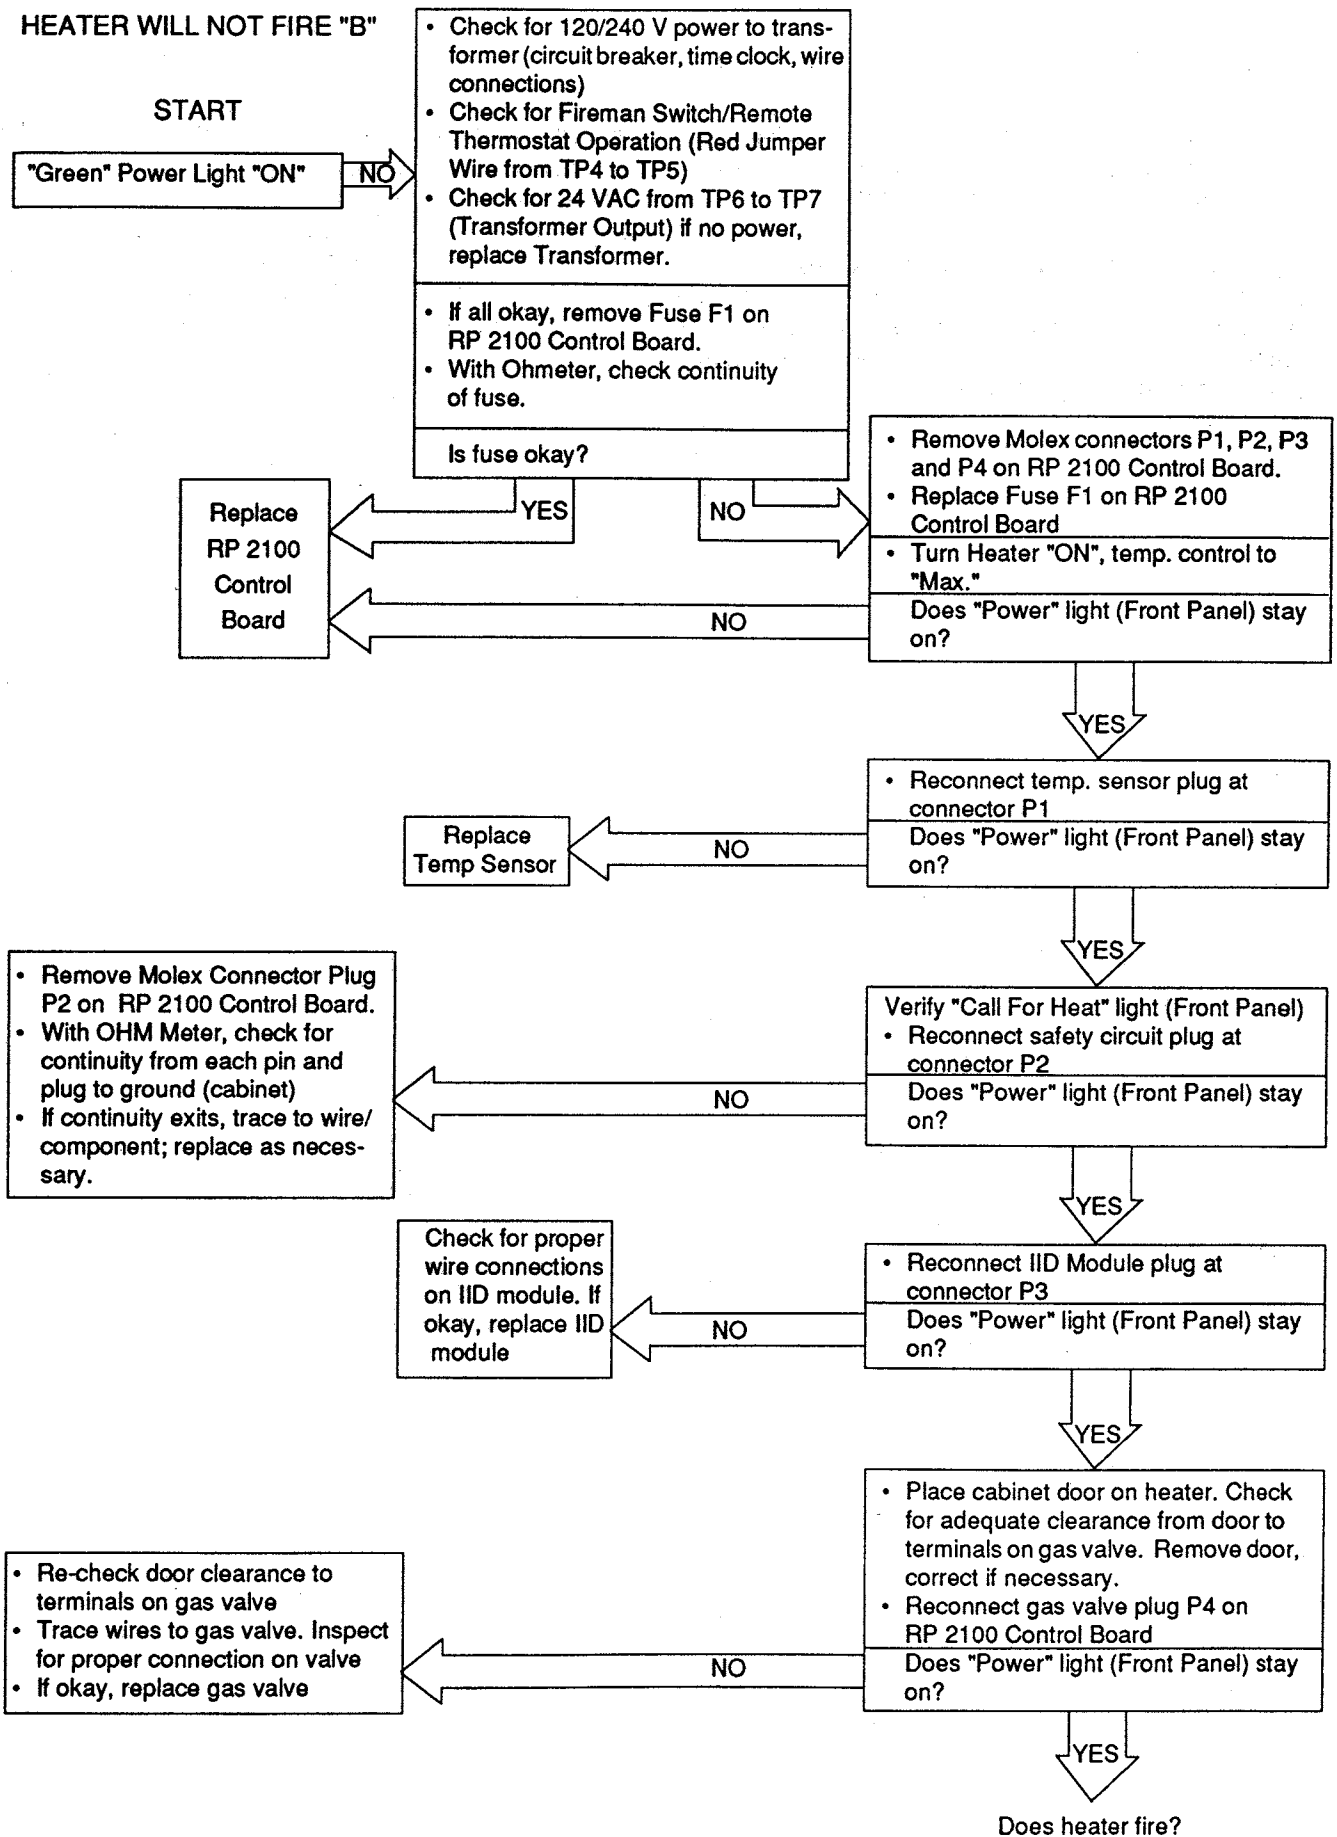 HEATER WILL NOT FIRE "B"
START
"Green" Power Light "ON"
NO
• Check for 120/240 V power to trans-
former (circuit breaker, time clock, wire
connections)
• Check for Fireman Switch/Remote
Thermostat Operation (Red Jumper
Wire from TP4 to TP5)
• Check for 24 VAC from TP6 to TP7
(Transformer Output) if no power,
replace Transformer.
• If all okay, remove Fuse F1 on
RP 2100 Control Board.
• With Ohmeter, check continuity
of fuse.
Is fuse okay?
YES
NO
Replace
RP 2100
Control
Board
• Remove Molex connectors P1, P2, P3
and P4 on RP 2100 Control Board.
• Replace Fuse F1 on RP 2100
Control Board
• Turn Heater "ON", temp. control to
"Max."
Does "Power" light (Front Panel) stay
on?
NO
YES
• Reconnect temp. sensor plug at
connector P1
Does "Power" light (Front Panel) stay
on?
NO
Replace
Temp Sensor
YES
Verify "Call For Heat" light (Front Panel)
• Reconnect safety circuit plug at
connector P2
Does "Power" light (Front Panel) stay
on?
NO
• Remove Molex Connector Plug
P2 on RP 2100 Control Board.
• With OHM Meter, check for
continuity from each pin and
plug to ground (cabinet)
• If continuity exits, trace to wire/
component; replace as neces-
sary.
YES
• Reconnect IID Module plug at
connector P3
Does "Power" light (Front Panel) stay
on?
NO
Check for proper
wire connections
on IID module. If
okay, replace IID
module
YES
• Place cabinet door on heater. Check
for adequate clearance from door to
terminals on gas valve. Remove door,
correct if necessary.
• Reconnect gas valve plug P4 on
RP 2100 Control Board
Does "Power" light (Front Panel) stay
on?
NO
• Re-check door clearance to
terminals on gas valve
• Trace wires to gas valve. Inspect
for proper connection on valve
• If okay, replace gas valve
YES
Does heater fire?